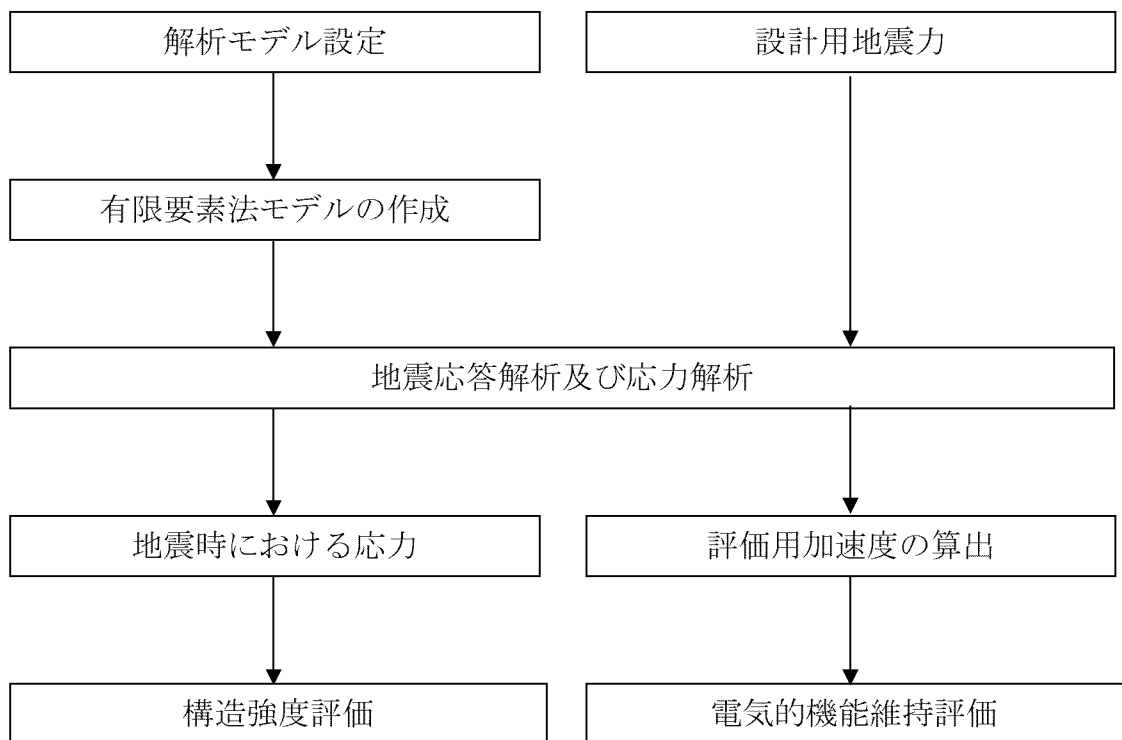 解析モデル設定
設計用地震力
有限要素法モデルの作成
地震応答解析及び応力解析
地震時における応力
評価用加速度の算出
構造強度評価
電気的機能維持評価